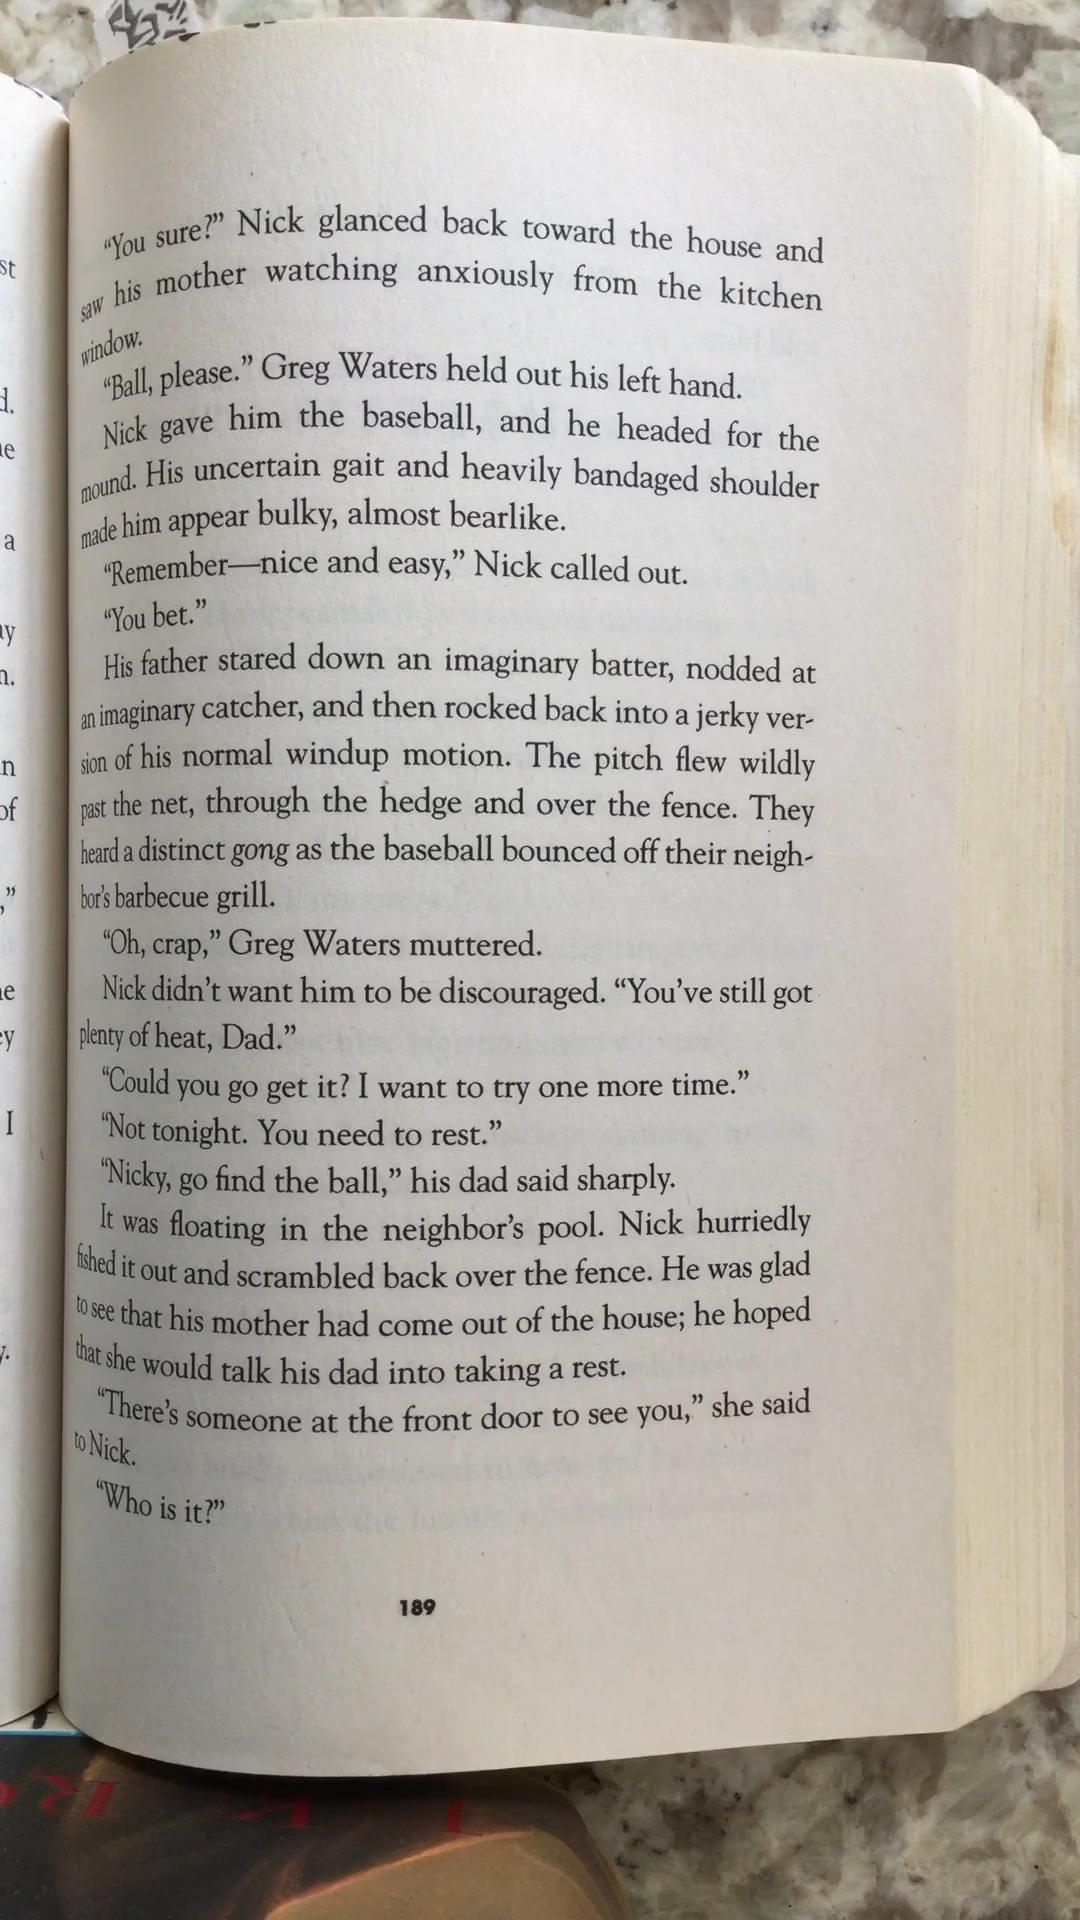 “You sure?” Nick glanced back toward the house and
saw his mother watching anxiously from the kitchen
window.
“Ball, please.” Greg Waters held out his left hand.
Nick gave him the baseball, and he headed for the
mound. His uncertain gait and heavily bandaged shoulder
made him appear bulky, almost bearlike.
“Remember—nice and easy,” Nick called out.
“You bet.”
His father stared down an imaginary batter, nodded at
an imaginary catcher, and then rocked back into a jerky ver-
sion of his normal windup motion. The pitch flew wildly
past the net, through the hedge and over the fence. They
heard a distinct gong as the baseball bounced off their neigh-
bor’s barbecue grill.
“Oh, crap,” Greg Waters muttered.
Nick didn’t want him to be discouraged. “You’ve still got
plenty of heat, Dad.”
“Could you go get it? I want to try one more time.”
“Not tonight. You need to rest.”
“Nicky, go find the ball,” his dad said sharply.
It was floating in the neighbor’s pool. Nick hurriedly
fished it out and scrambled back over the fence. He was glad
to see that his mother had come out of the house; he hoped
that she would talk his dad into taking a rest.
“There’s someone at the front door to see you,” she said
to Nick.
“Who is it?”
189